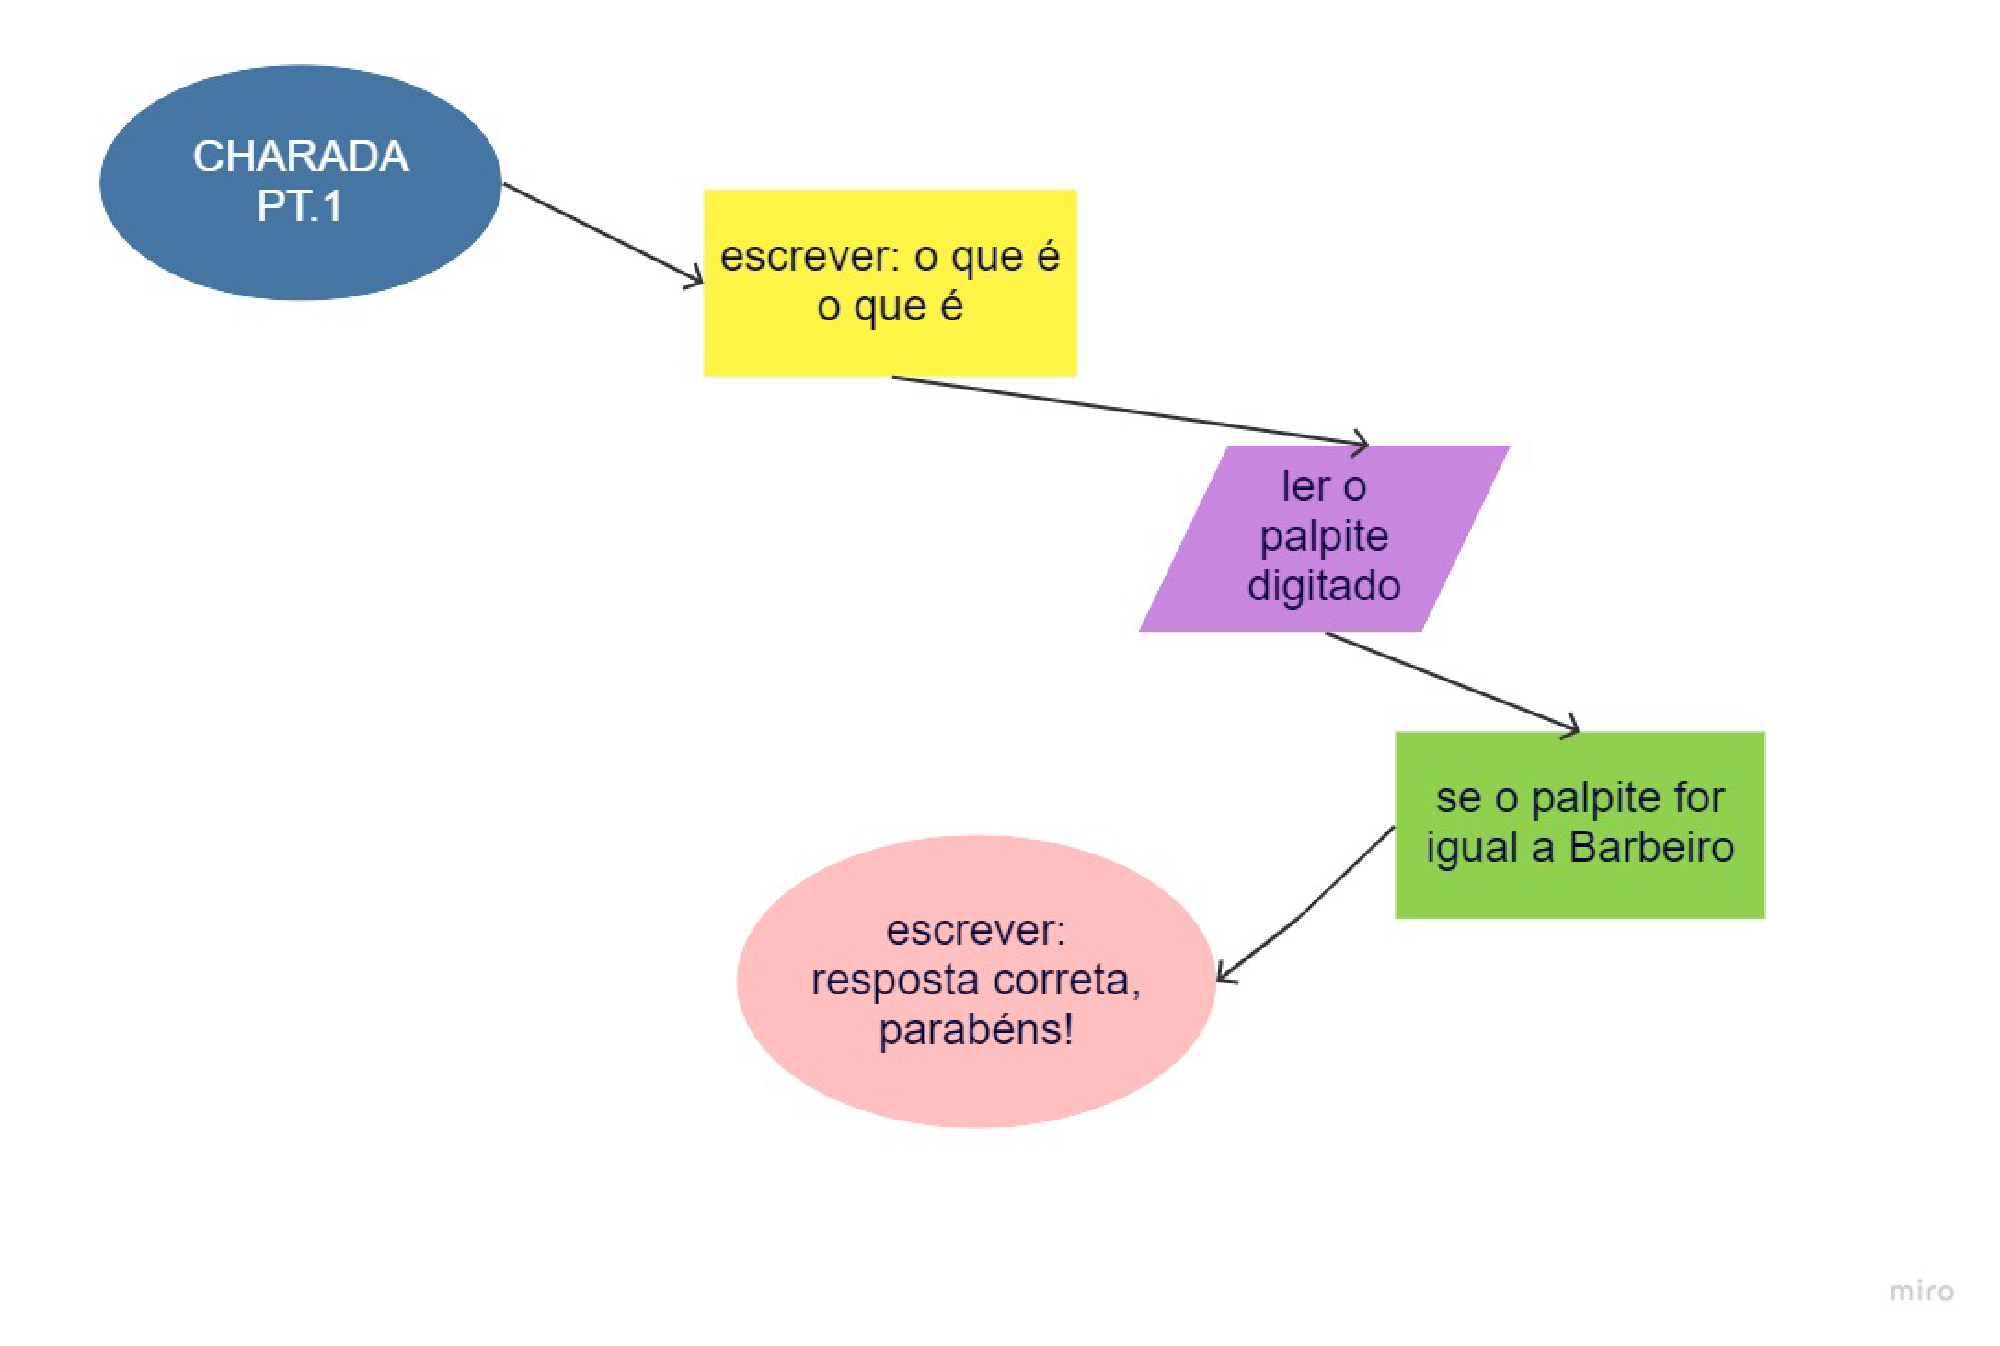 CHARADA
PT.1
escrever: o que é
o que é
ler o
palpite
digitado
se o palpite for
igual a Barbeiro
escrever:
resposta correta,
parabéns!
miro